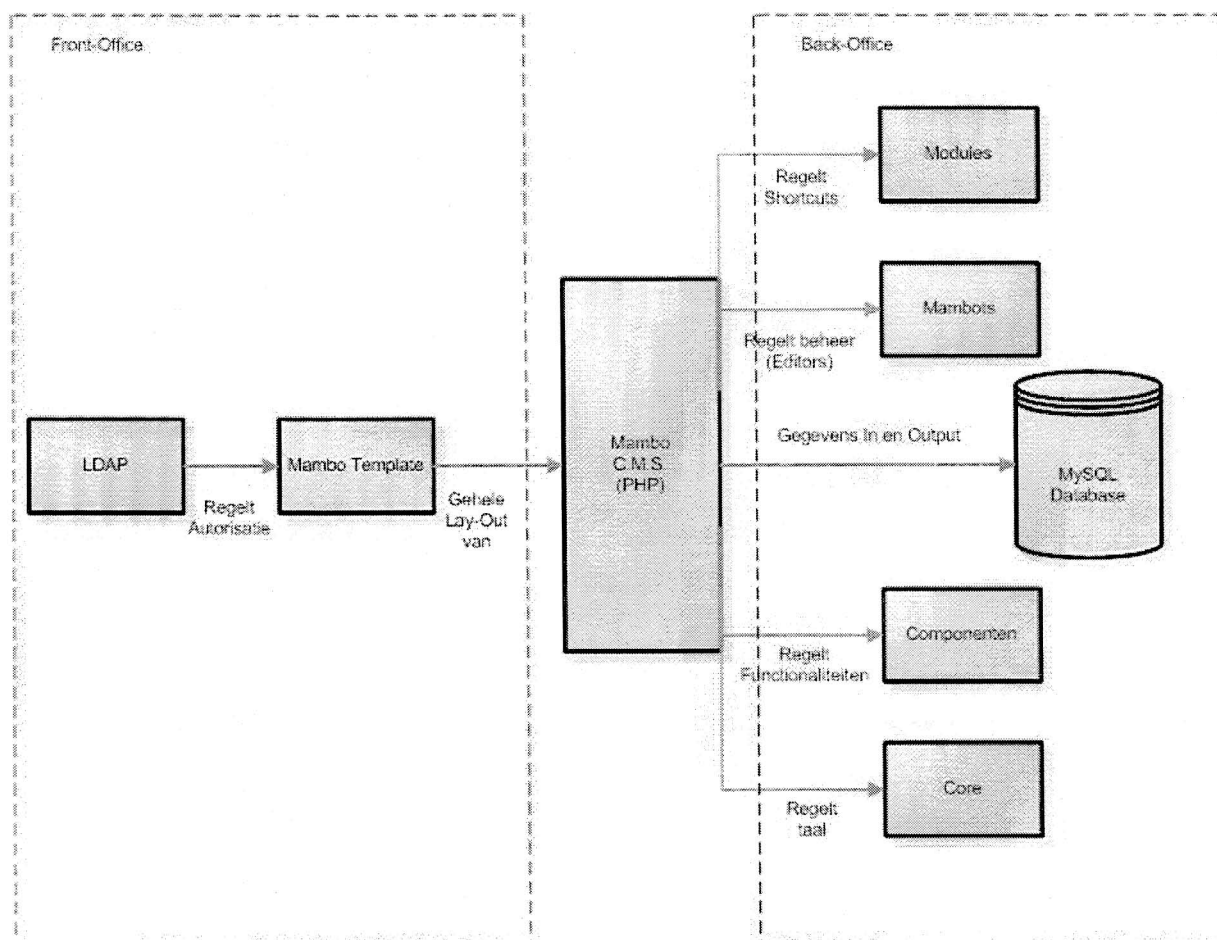 Front-Office
Back-Office
Modules
Regelt
Shortcuts
Mambots
Regelt beheer
(Editors)
LDAP
Regelt
Autorisatie
Mambo Template
Gehele
Lay-Out
van
Mambo
C.M.S.
(PHP)
Gegevens In en Output
MySQL
Database
Componenten
Regelt
Functionaliteiten
Core
Regelt
taal